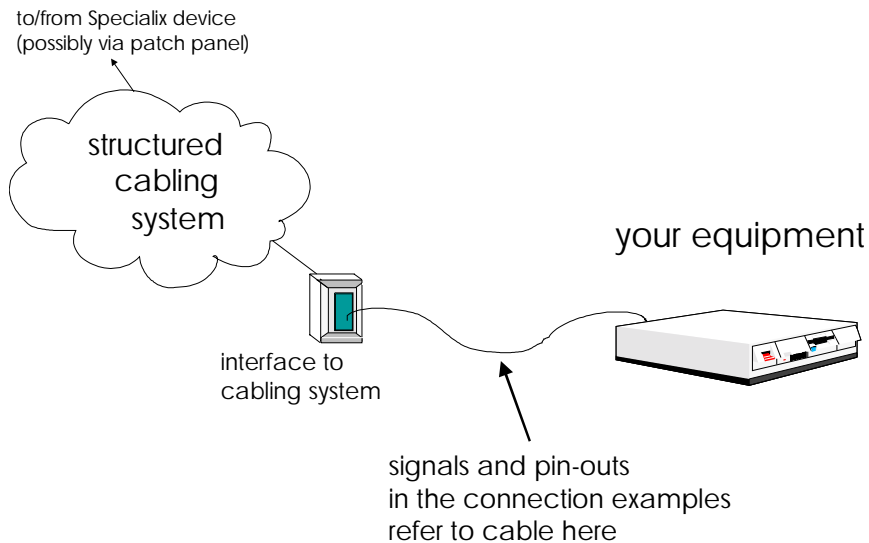 to/from Specialix device
(possibly via patch panel)
structured
cabling
system
your equipment
interface to
cabling system
signals and pin-outs
in the connection examples
refer to cable here